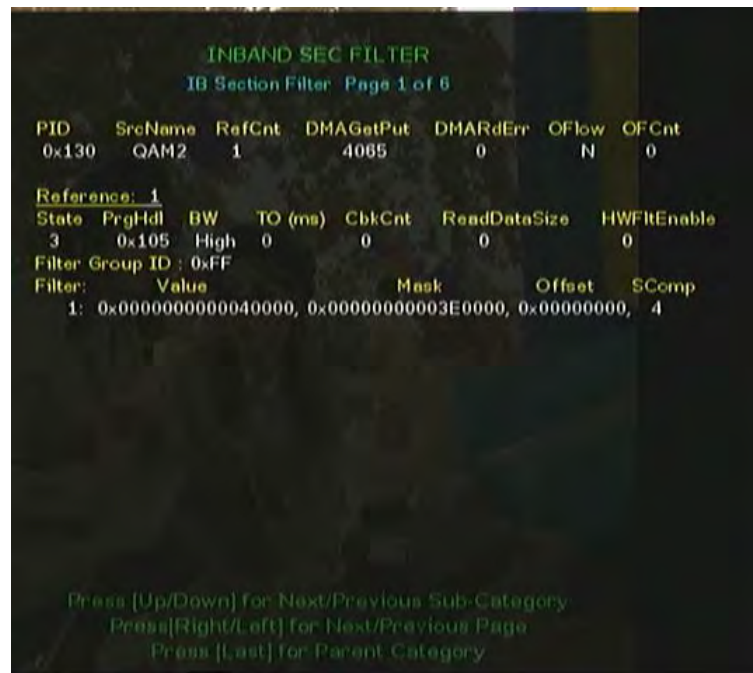 INBAND SEC FILTER
IB Section Filter Page 1 of 6
PID SrcName RefCnt DMAGetPut DMARdErr OFlow OFCnt
0x130 QAM2 1 4065 0 N 0
Reference: 1
State PrgHdl BW TO (ms) CbkCnt ReadDataSize HWFltEnable
3 0x105 High 0 0 0 0
Filter Group ID : 0xFF
Filter: Value Mask Offset SComp
1: 0x0000000000040000, 0x00000000003E0000, 0x00000000, 4
Press [Up/Down] for Next/Previous Sub-Category
Press[Right/Left] for Next/Previous Page
Press [Last] for Parent Category